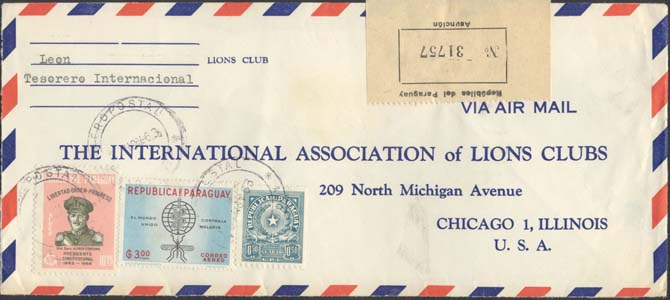 Leon
Tesorero Internacional
LIONS CLUB
República del Paraguay
Nº 31757
Asunción
VIA AIR MAIL
AEROPOSTAL
THE INTERNATIONAL ASSOCIATION of LIONS CLUBS
209 North Michigan Avenue
CHICAGO 1, ILLINOIS
U. S. A.
LIBERTAD·ORDEN·PROGRESO
PRESIDENTE
CONSTITUCIONAL
REPUBLICA PARAGUAY
EL MUNDO CONTRA LA
UNIDO MALARIA
₲ 3.00 CORREO
AEREO